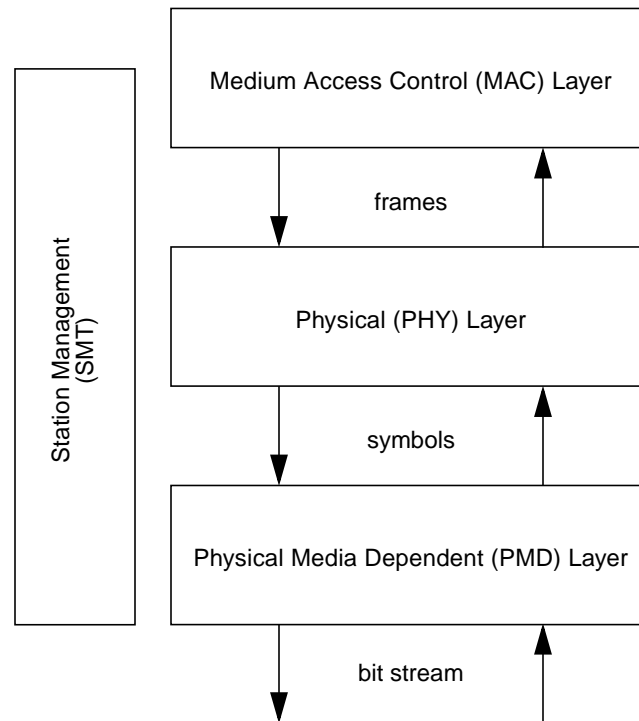 Medium Access Control (MAC) Layer
frames
Station Management
(SMT)
Physical (PHY) Layer
symbols
Physical Media Dependent (PMD) Layer
bit stream